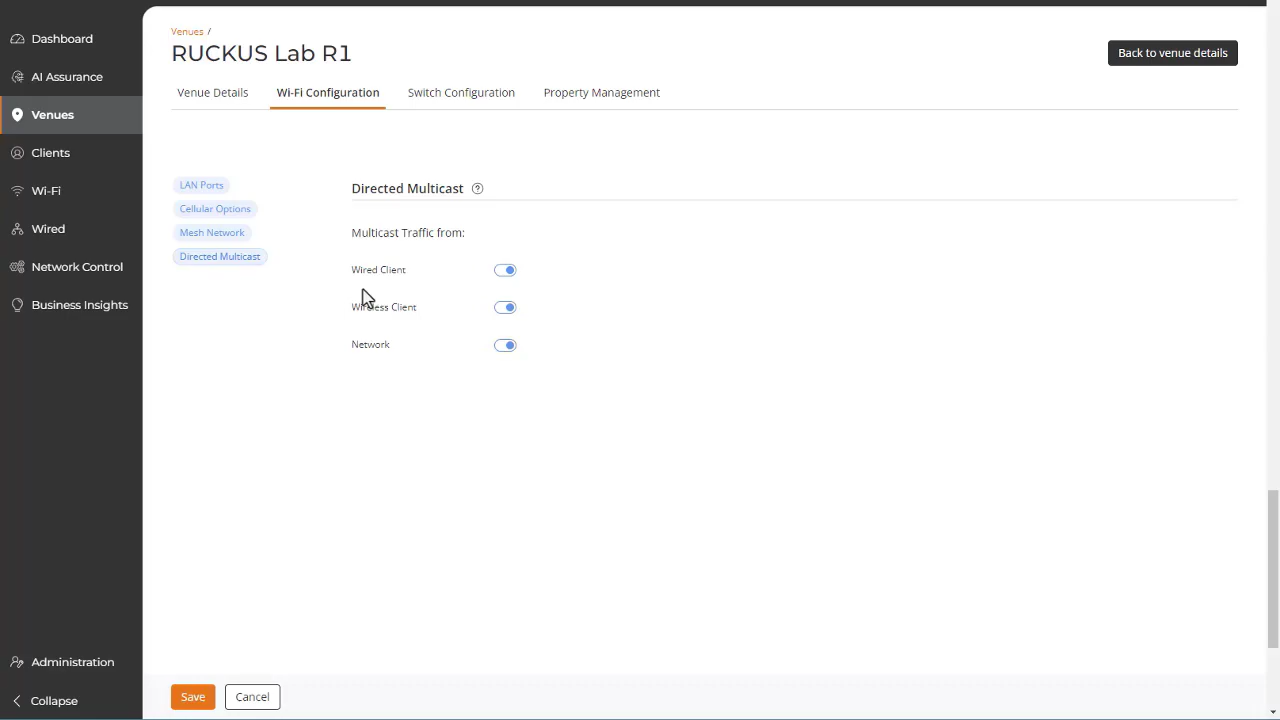 Dashboard
AI Assurance
Venues
Clients
Wi-Fi
Wired
Network Control
Business Insights
Administration
Collapse
Venues /
RUCKUS Lab R1
Back to venue details
Venue Details
Wi-Fi Configuration
Switch Configuration
Property Management
LAN Ports
Cellular Options
Mesh Network
Directed Multicast
Directed Multicast ?
Multicast Traffic from:
Wired Client
Wireless Client
Network
Save
Cancel